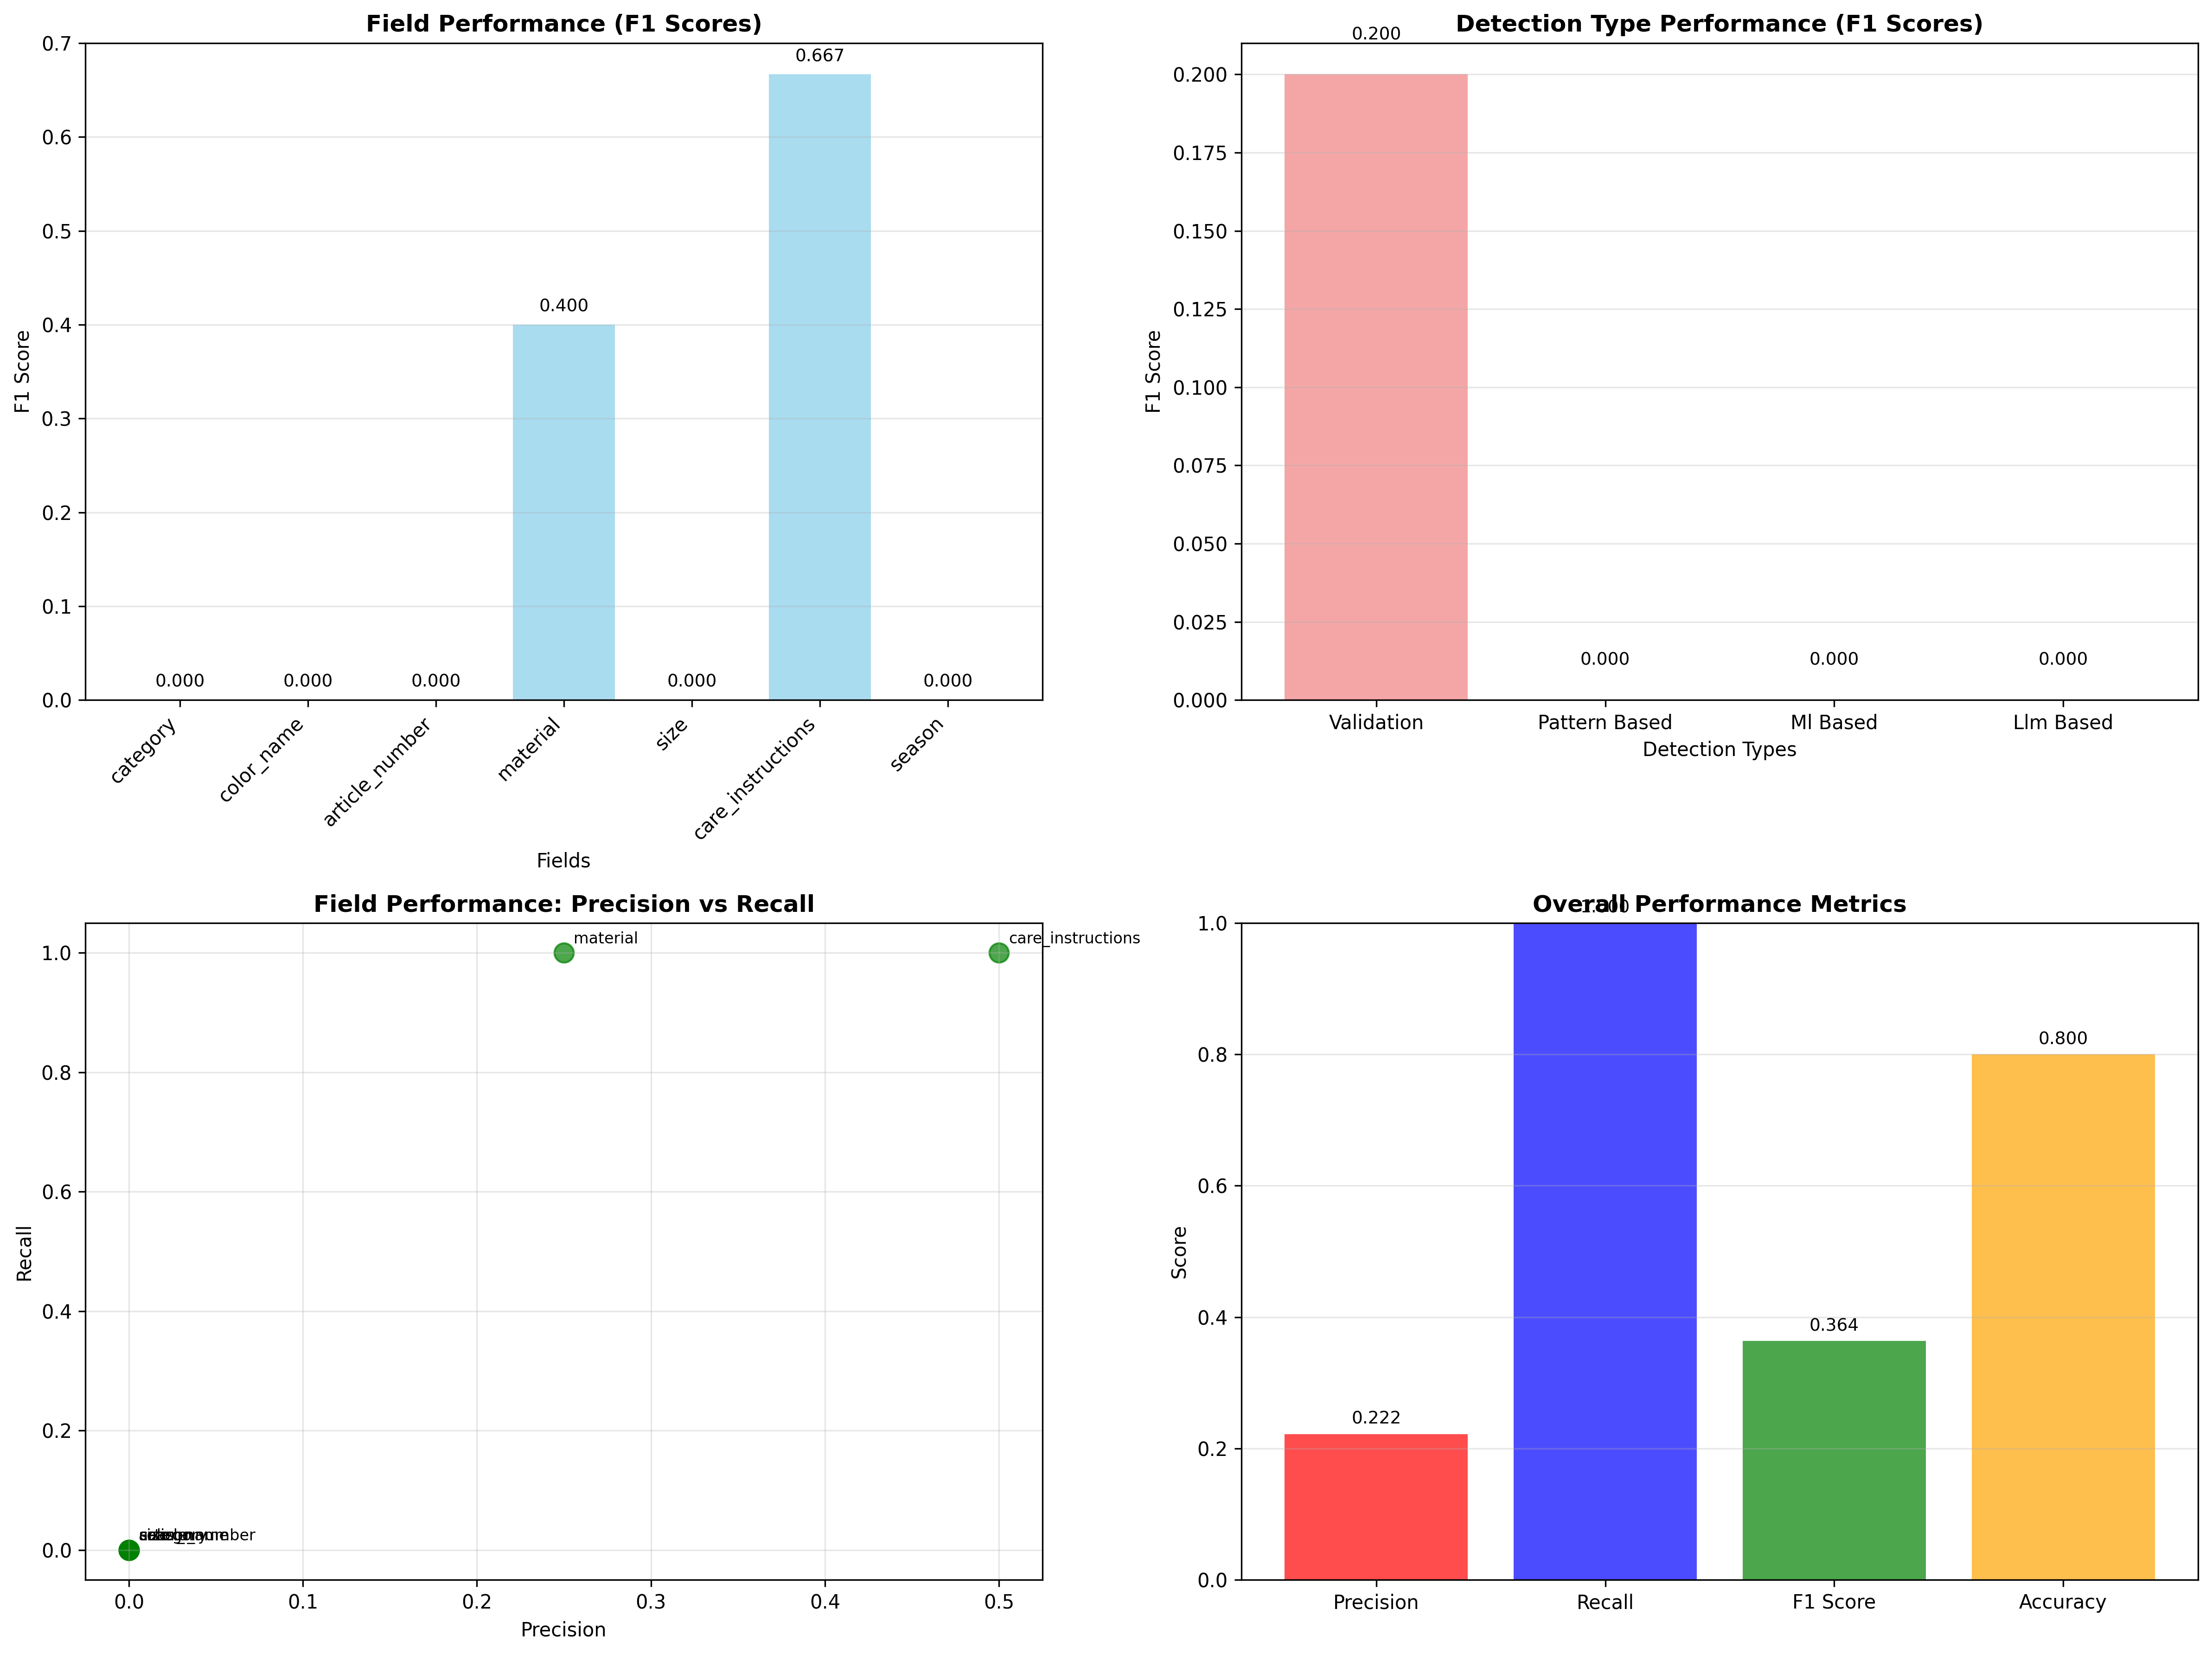 Field Performance (F1 Scores)
0.7
0.6
0.5
0.4
0.3
0.2
0.1
0.0
F1 Score
0.000
0.000
0.000
0.400
0.000
0.667
0.000
category
color_name
article_number
material
size
care_instructions
season
Fields
Detection Type Performance (F1 Scores)
0.200
0.175
0.150
0.125
0.100
0.075
0.050
0.025
0.000
F1 Score
0.200
0.000
0.000
0.000
Validation
Pattern Based
Ml Based
Llm Based
Detection Types
Field Performance: Precision vs Recall
1.0
0.8
0.6
0.4
0.2
0.0
Recall
material
care_instructions
0.0
0.1
0.2
0.3
0.4
0.5
Precision
Overall Performance Metrics
1.0
0.8
0.6
0.4
0.2
0.0
Score
0.222
0.364
0.800
Precision
Recall
F1 Score
Accuracy